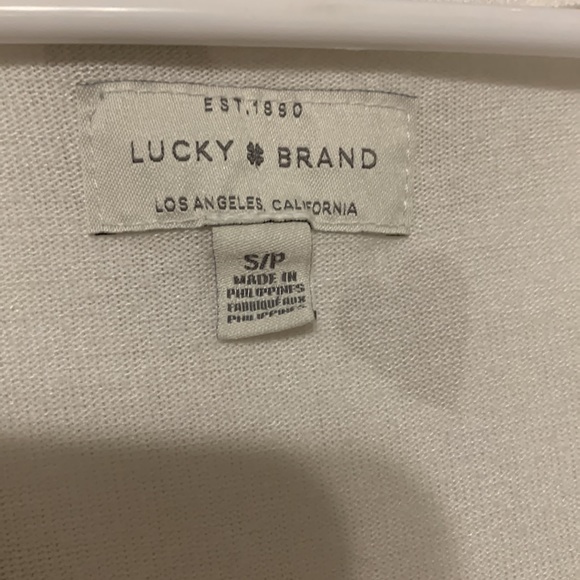 EST.1990
LUCKY BRAND
LOS ANGELES, CALIFORNIA
S/P
MADE IN
PHILIPPINES
FABRIQUÉ AUX
PHILIPPINES